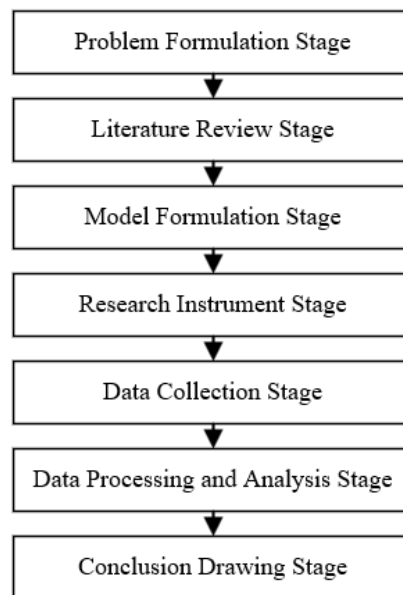 Problem Formulation Stage
Literature Review Stage
Model Formulation Stage
Research Instrument Stage
Data Collection Stage
Data Processing and Analysis Stage
Conclusion Drawing Stage